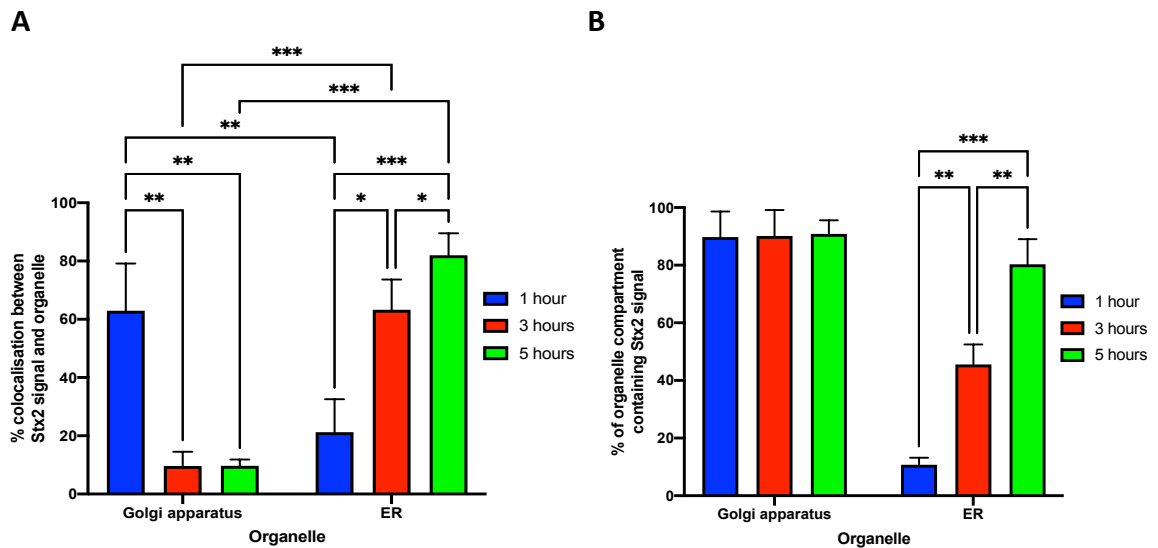 A
B
***
***
**
**
***
**
*
*
100
80
60
40
20
0
% colocalisation between
Stx2 signal and organelle
Golgi apparatus
ER
Organelle
1 hour
3 hours
5 hours
***
**
**
100
80
60
40
20
0
% of organelle compartment
containing Stx2 signal
Golgi apparatus
ER
Organelle
1 hour
3 hours
5 hours